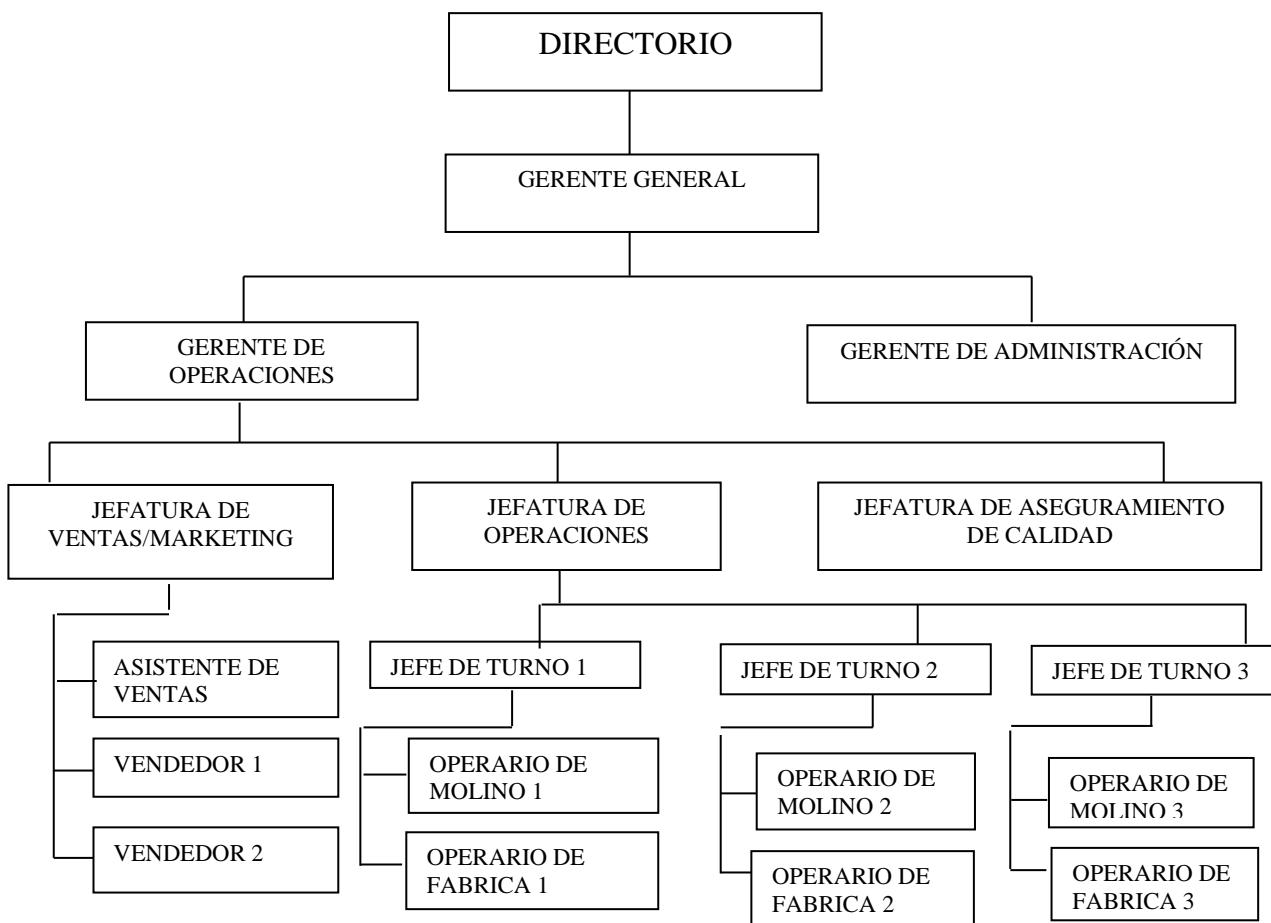 DIRECTORIO
GERENTE GENERAL
GERENTE DE
OPERACIONES
GERENTE DE ADMINISTRACIÓN
JEFATURA DE
VENTAS/MARKETING
JEFATURA DE
OPERACIONES
JEFATURA DE ASEGURAMIENTO
DE CALIDAD
ASISTENTE DE
VENTAS
VENDEDOR 1
VENDEDOR 2
JEFE DE TURNO 1
OPERARIO DE
MOLINO 1
OPERARIO DE
FABRICA 1
JEFE DE TURNO 2
OPERARIO DE
MOLINO 2
OPERARIO DE
FABRICA 2
JEFE DE TURNO 3
OPERARIO DE
MOLINO 3
OPERARIO DE
FABRICA 3